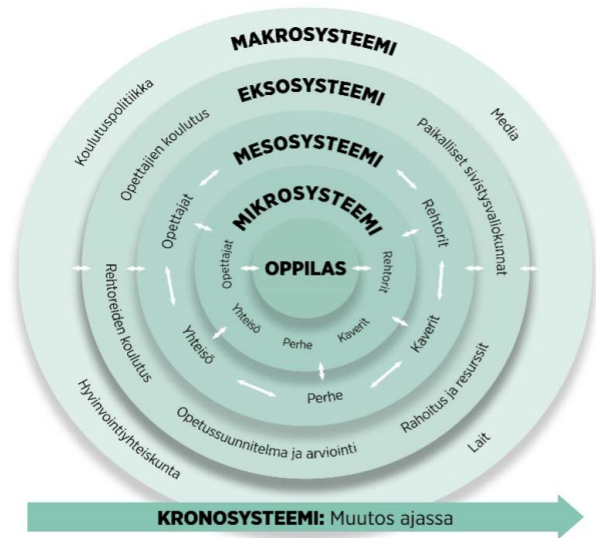 MAKROSYSTEEMI
Koulutuspolitiikka
Media
EKSOSYSTEEMI
Opettajien koulutus
Paikalliset sivistysvaliokunnat
MESOSYSTEEMI
Opettajat
Rehtorit
MIKROSYSTEEMI
Opettajat
OPPILAS
Rehtorit
Yhteisö
Perhe
Kaverit
Yhteisö
Perhe
Kaverit
Rehtoreiden koulutus
Opetussuunnitelma ja arviointi
Rahoitus ja resurssit
Hyvinvointiyhteiskunta
Lait
KRONOSYSTEEMI: Muutos ajassa